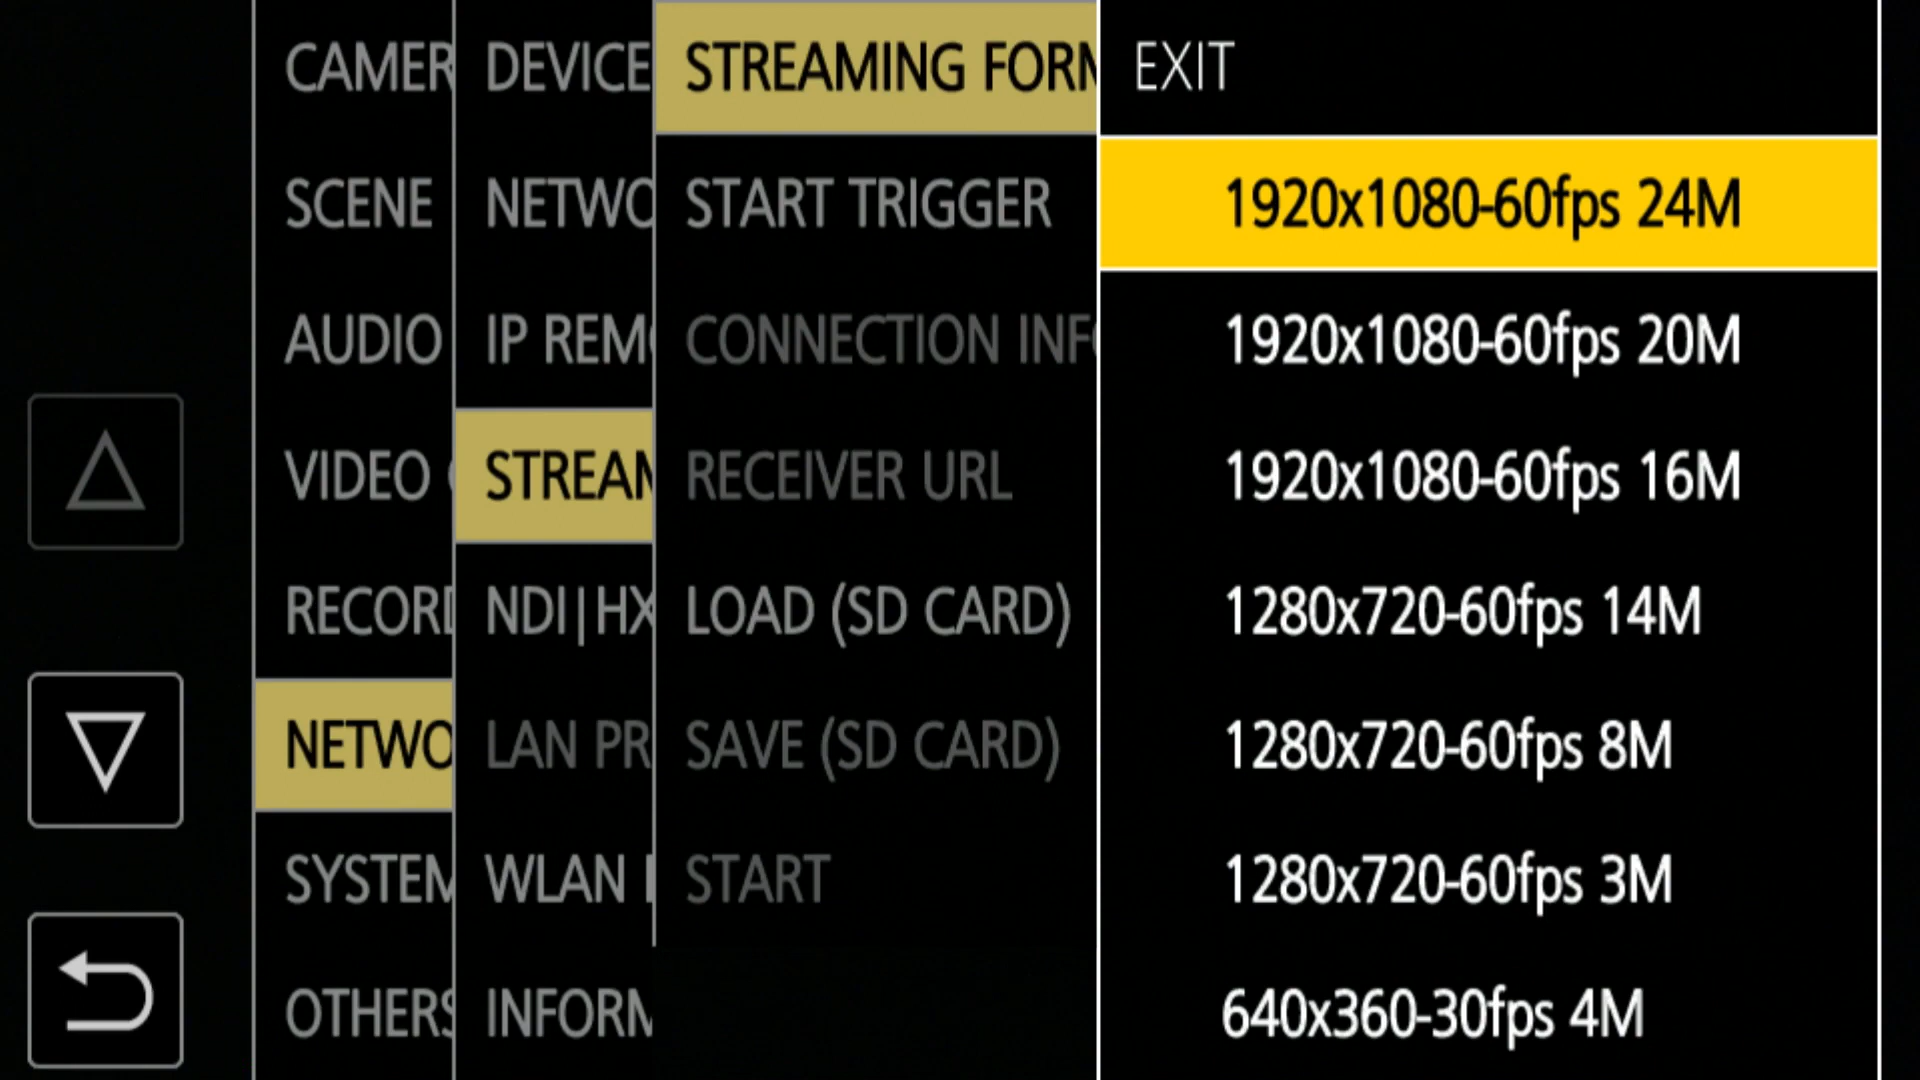 CAMER
SCENE
AUDIO
VIDEO
RECORD
NETWO
SYSTEM
OTHERS
DEVICE
NETWO
IP REM
STREAM
NDI|HX
LAN PR
WLAN
INFORM
STREAMING FORM
START TRIGGER
CONNECTION INFO
RECEIVER URL
LOAD (SD CARD)
SAVE (SD CARD)
START
EXIT
1920x1080-60fps 24M
1920x1080-60fps 20M
1920x1080-60fps 16M
1280x720-60fps 14M
1280x720-60fps 8M
1280x720-60fps 3M
640x360-30fps 4M